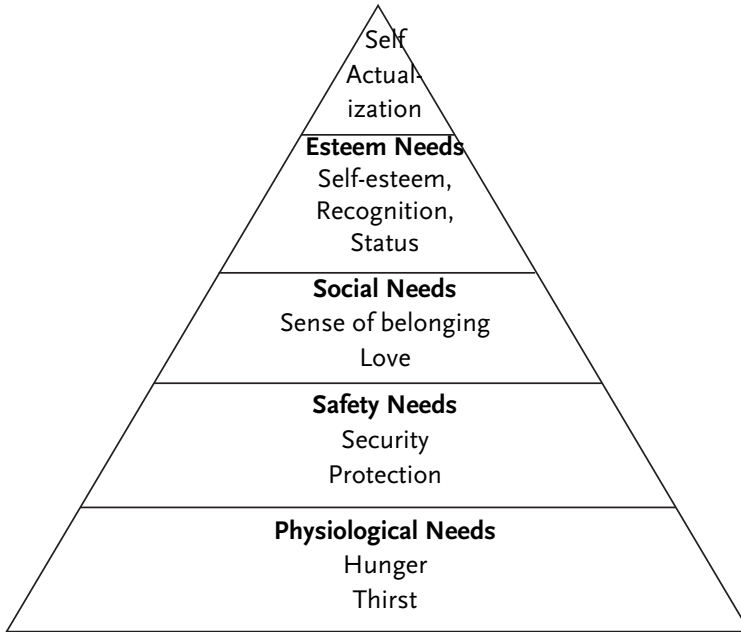 Self
Actual-
ization
Esteem Needs
Self-esteem,
Recognition,
Status
Social Needs
Sense of belonging
Love
Safety Needs
Security
Protection
Physiological Needs
Hunger
Thirst